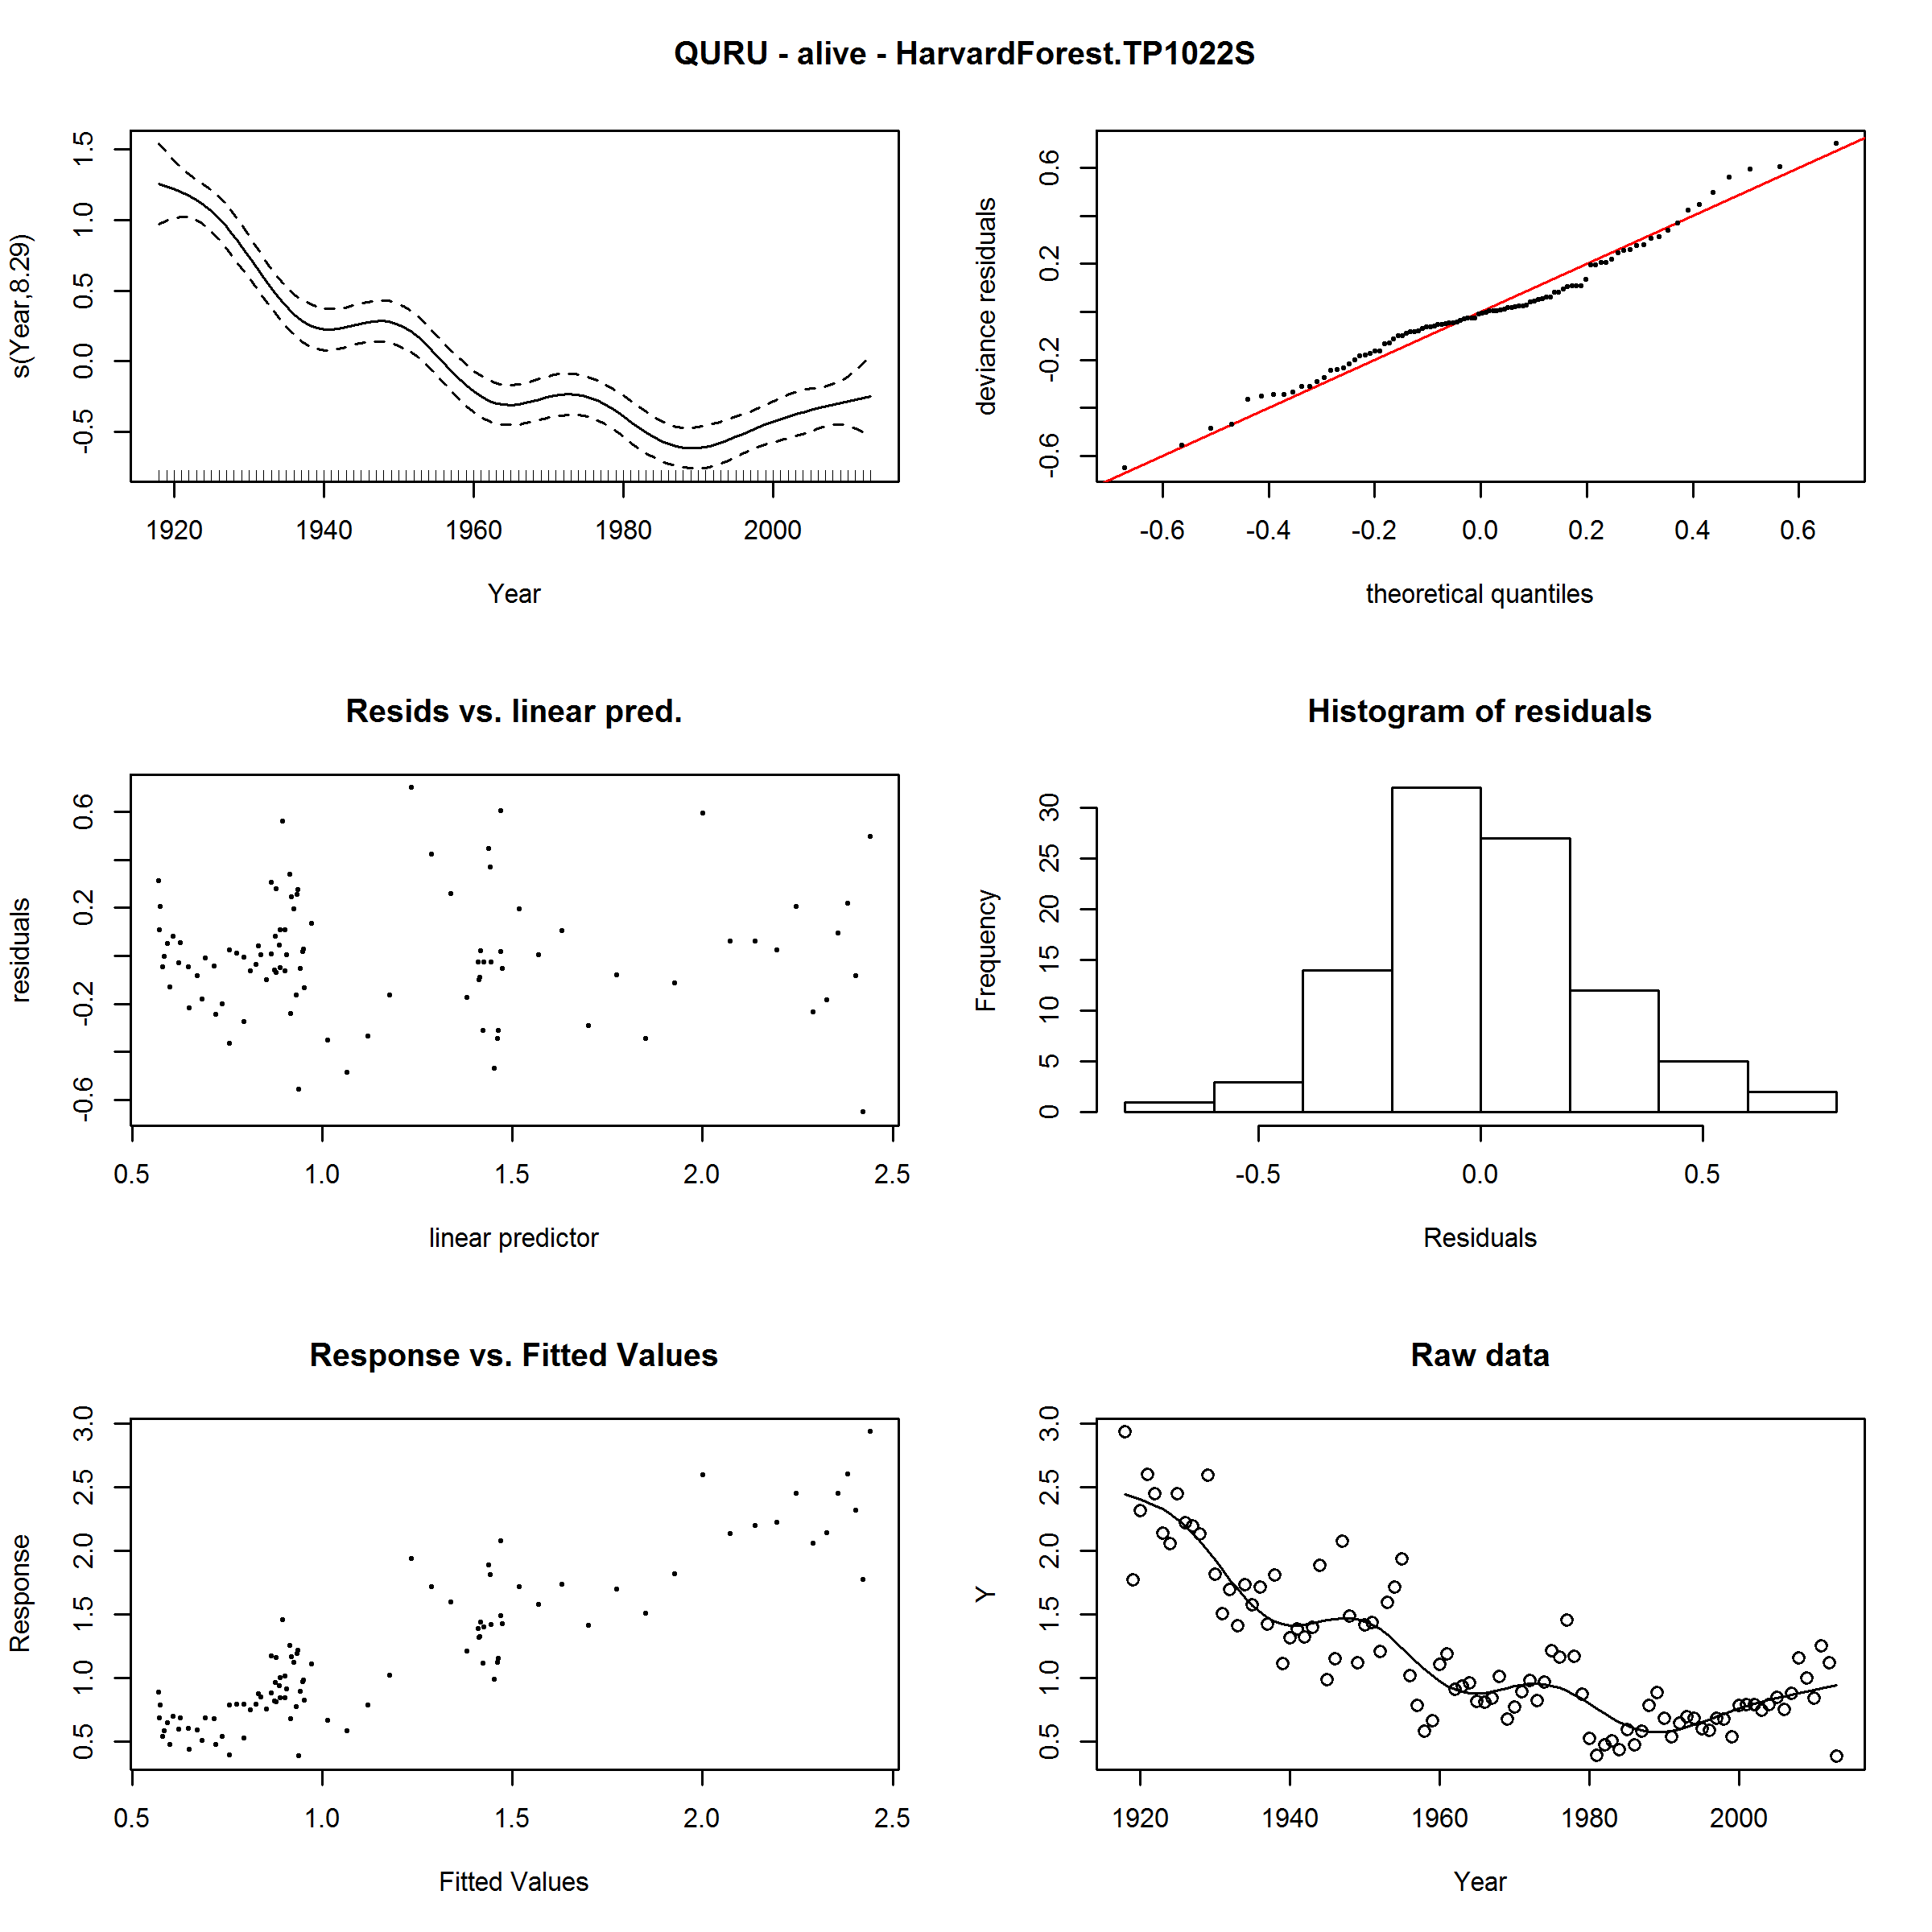 QURU - alive - HarvardForest.TP1022S
s(Year,8.29)
1.5
1.0
0.5
0.0
-0.5
1920 1940 1960 1980 2000
Year
deviance residuals
0.6
0.2
-0.2
-0.6
-0.6 -0.4 -0.2 0.0 0.2 0.4 0.6
theoretical quantiles
Resids vs. linear pred.
residuals
0.6
0.2
-0.2
-0.6
0.5 1.0 1.5 2.0 2.5
linear predictor
Histogram of residuals
Frequency
30
25
20
15
10
5
0
-0.5 0.0 0.5
Residuals
Response vs. Fitted Values
Response
3.0
2.5
2.0
1.5
1.0
0.5
0.5 1.0 1.5 2.0 2.5
Fitted Values
Raw data
Y
3.0
2.5
2.0
1.5
1.0
0.5
1920 1940 1960 1980 2000
Year